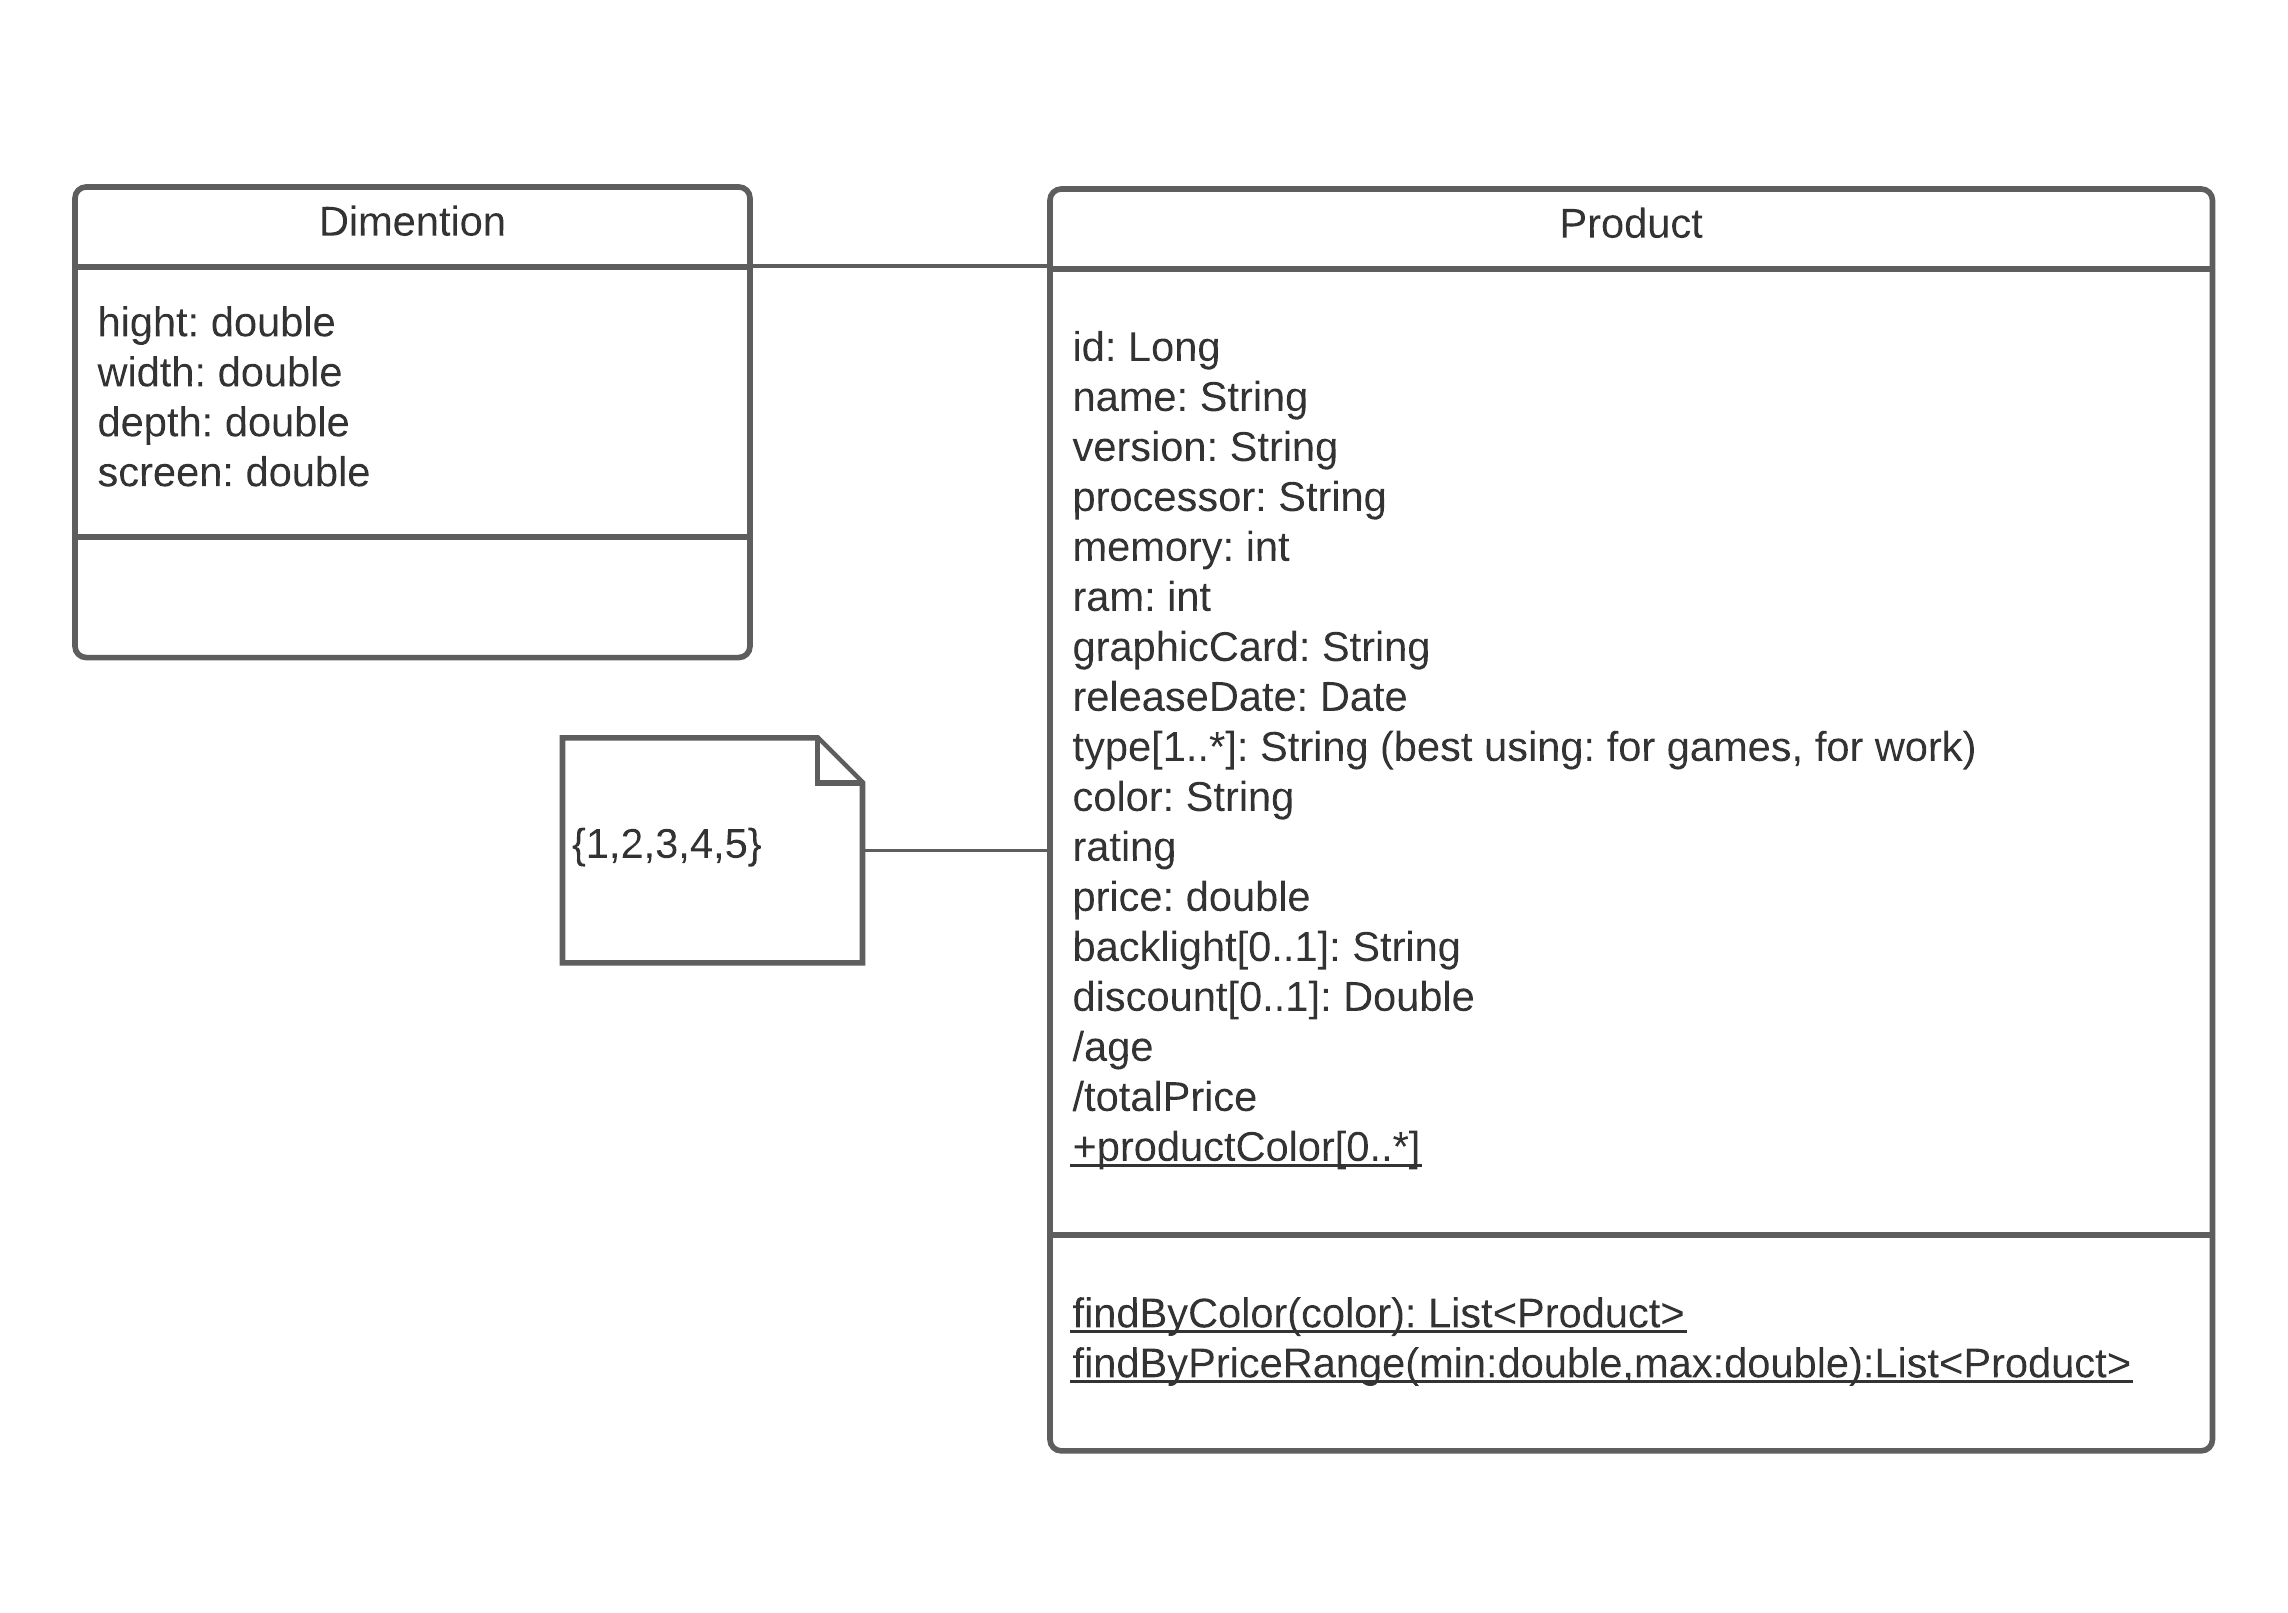 Dimention
hight: double
width: double
depth: double
screen: double
{1,2,3,4,5}
Product
id: Long
name: String
version: String
processor: String
memory: int
ram: int
graphicCard: String
releaseDate: Date
type[1..*]: String (best using: for games, for work)
color: String
rating
price: double
backlight[0..1]: String
discount[0..1]: Double
/age
/totalPrice
+productColor[0..*]
findByColor(color): List<Product>
findByPriceRange(min:double,max:double):List<Product>